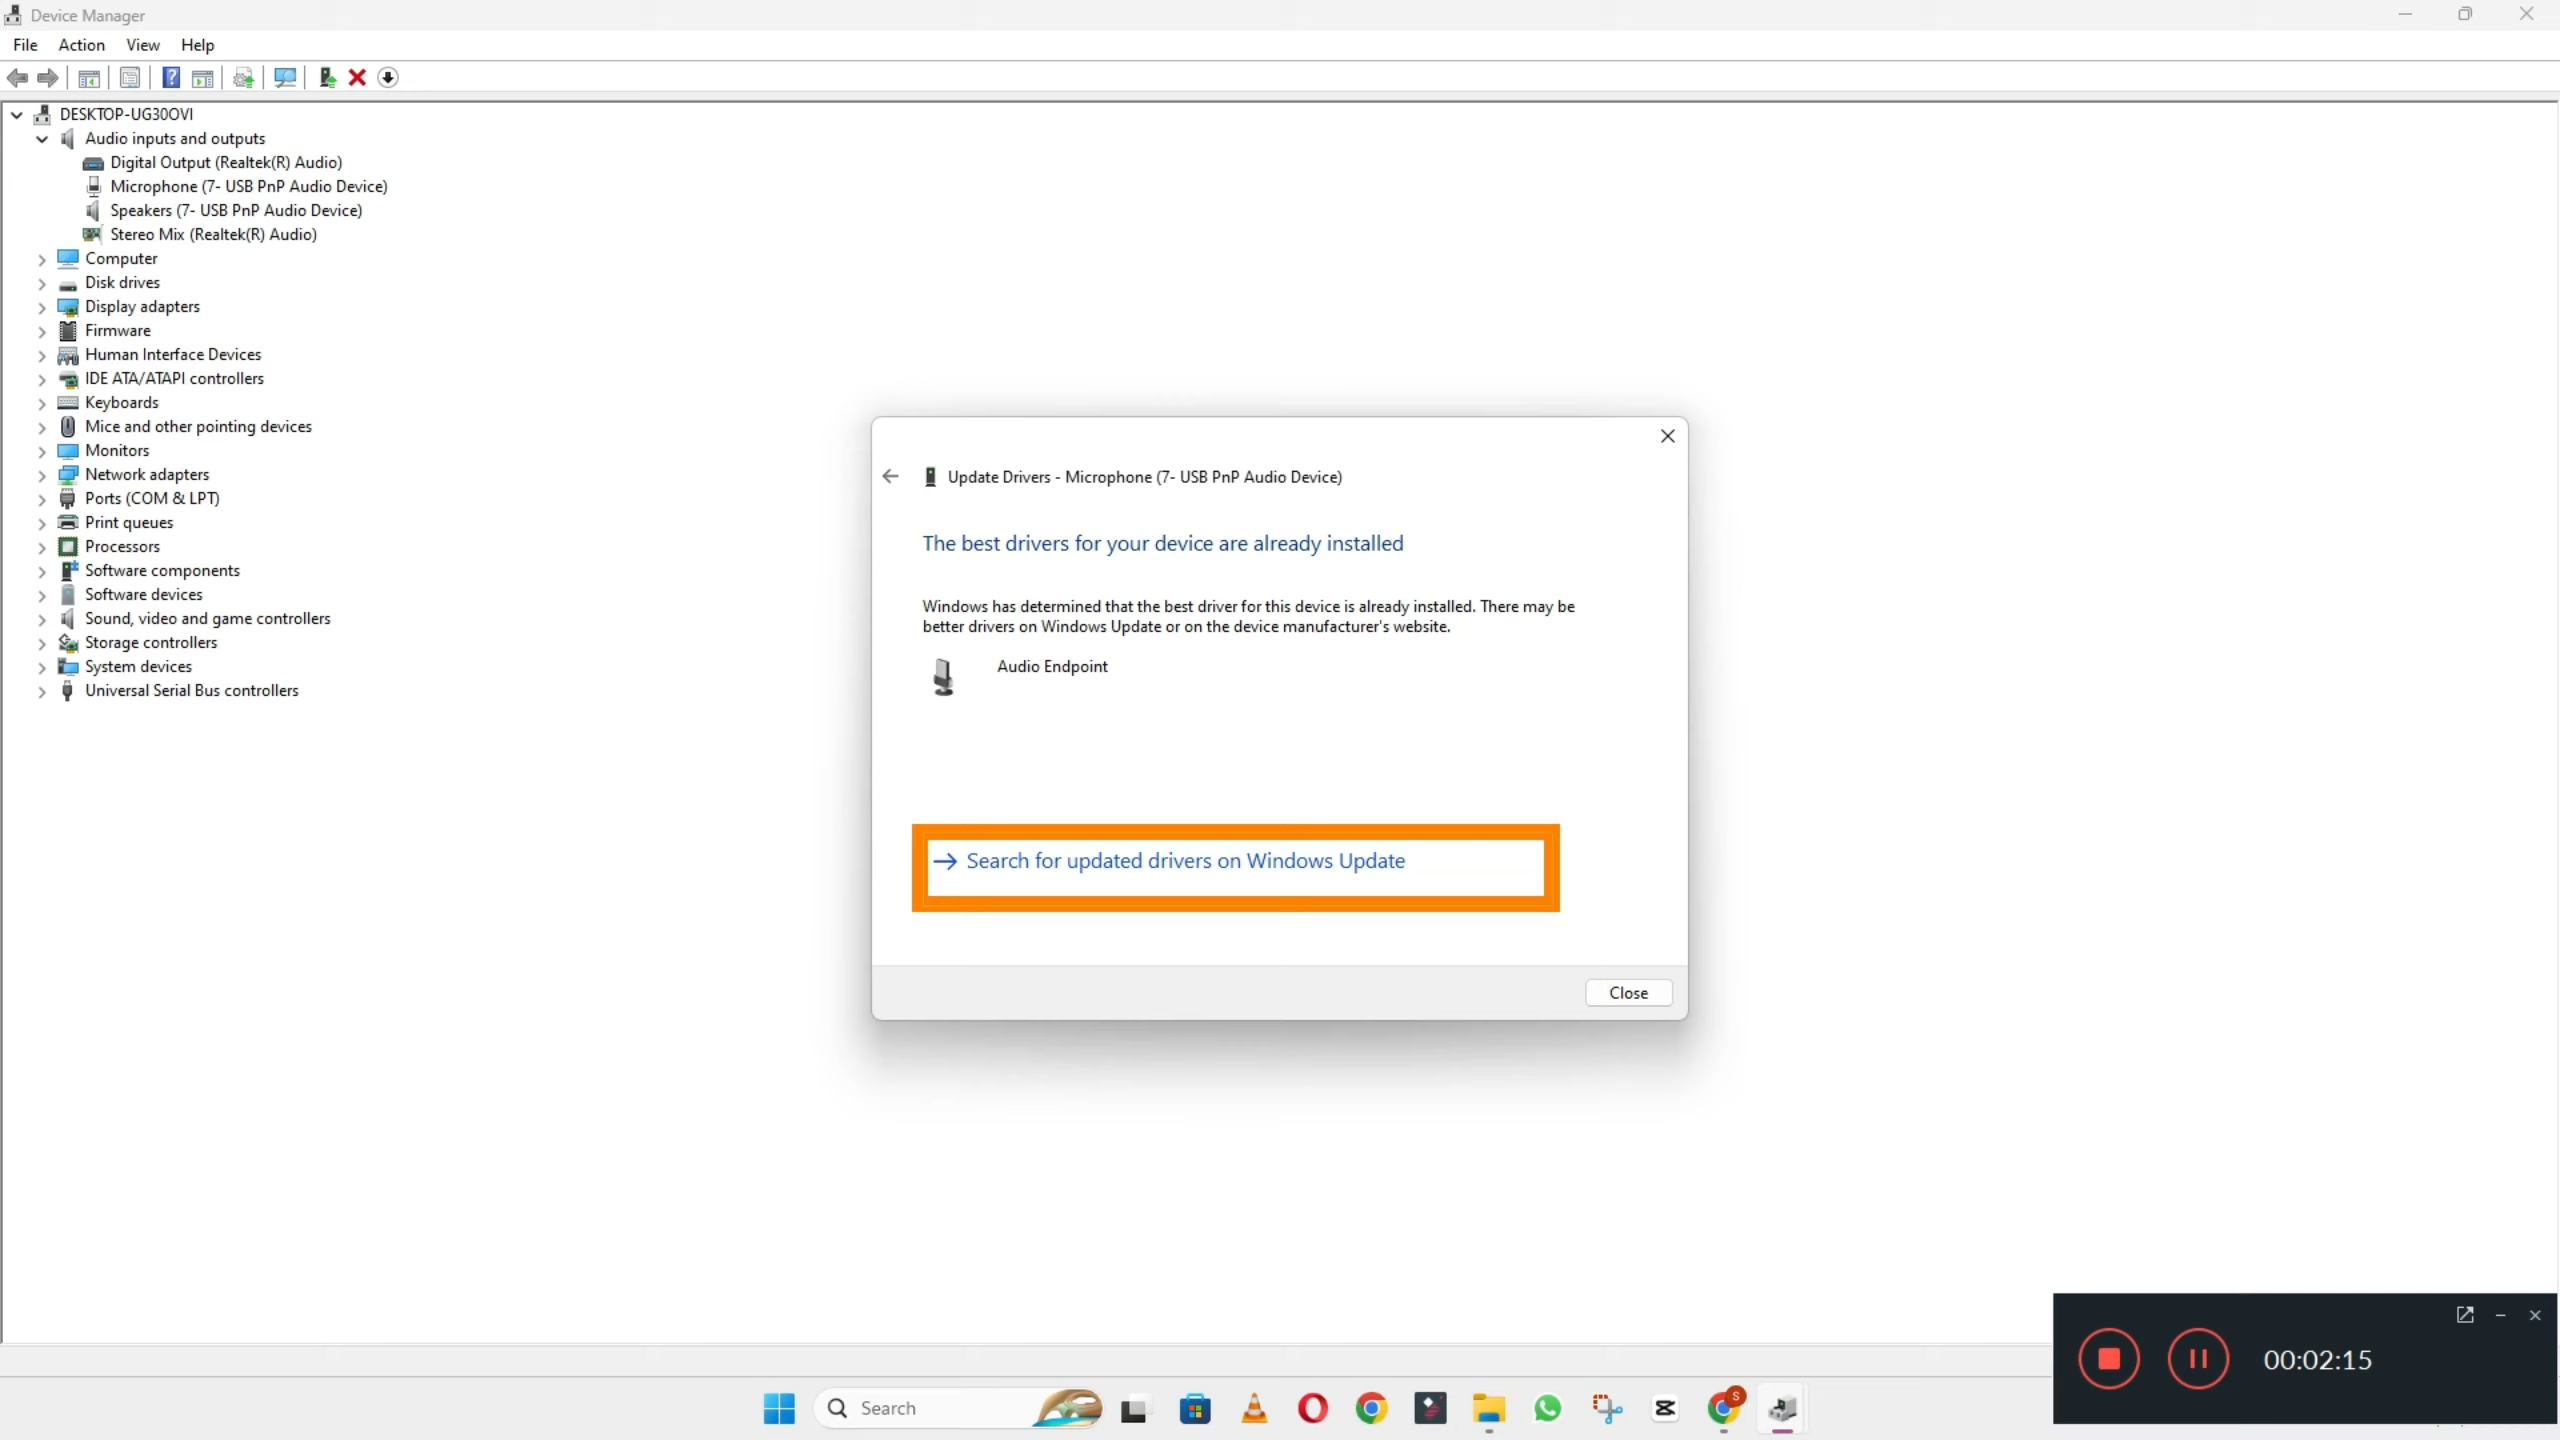 Device Manager
File Action View Help
DESKTOP-UG30OVI
Audio inputs and outputs
Digital Output (Realtek(R) Audio)
Microphone (7- USB PnP Audio Device)
Speakers (7- USB PnP Audio Device)
Stereo Mix (Realtek(R) Audio)
Computer
Disk drives
Display adapters
Firmware
Human Interface Devices
IDE ATA/ATAPI controllers
Keyboards
Mice and other pointing devices
Monitors
Network adapters
Ports (COM & LPT)
Print queues
Processors
Software components
Software devices
Sound, video and game controllers
Storage controllers
System devices
Universal Serial Bus controllers
Update Drivers - Microphone (7- USB PnP Audio Device)
The best drivers for your device are already installed
Windows has determined that the best driver for this device is already installed. There may be
better drivers on Windows Update or on the device manufacturer's website.
Audio Endpoint
Search for updated drivers on Windows Update
Close
00:02:15
Search
S